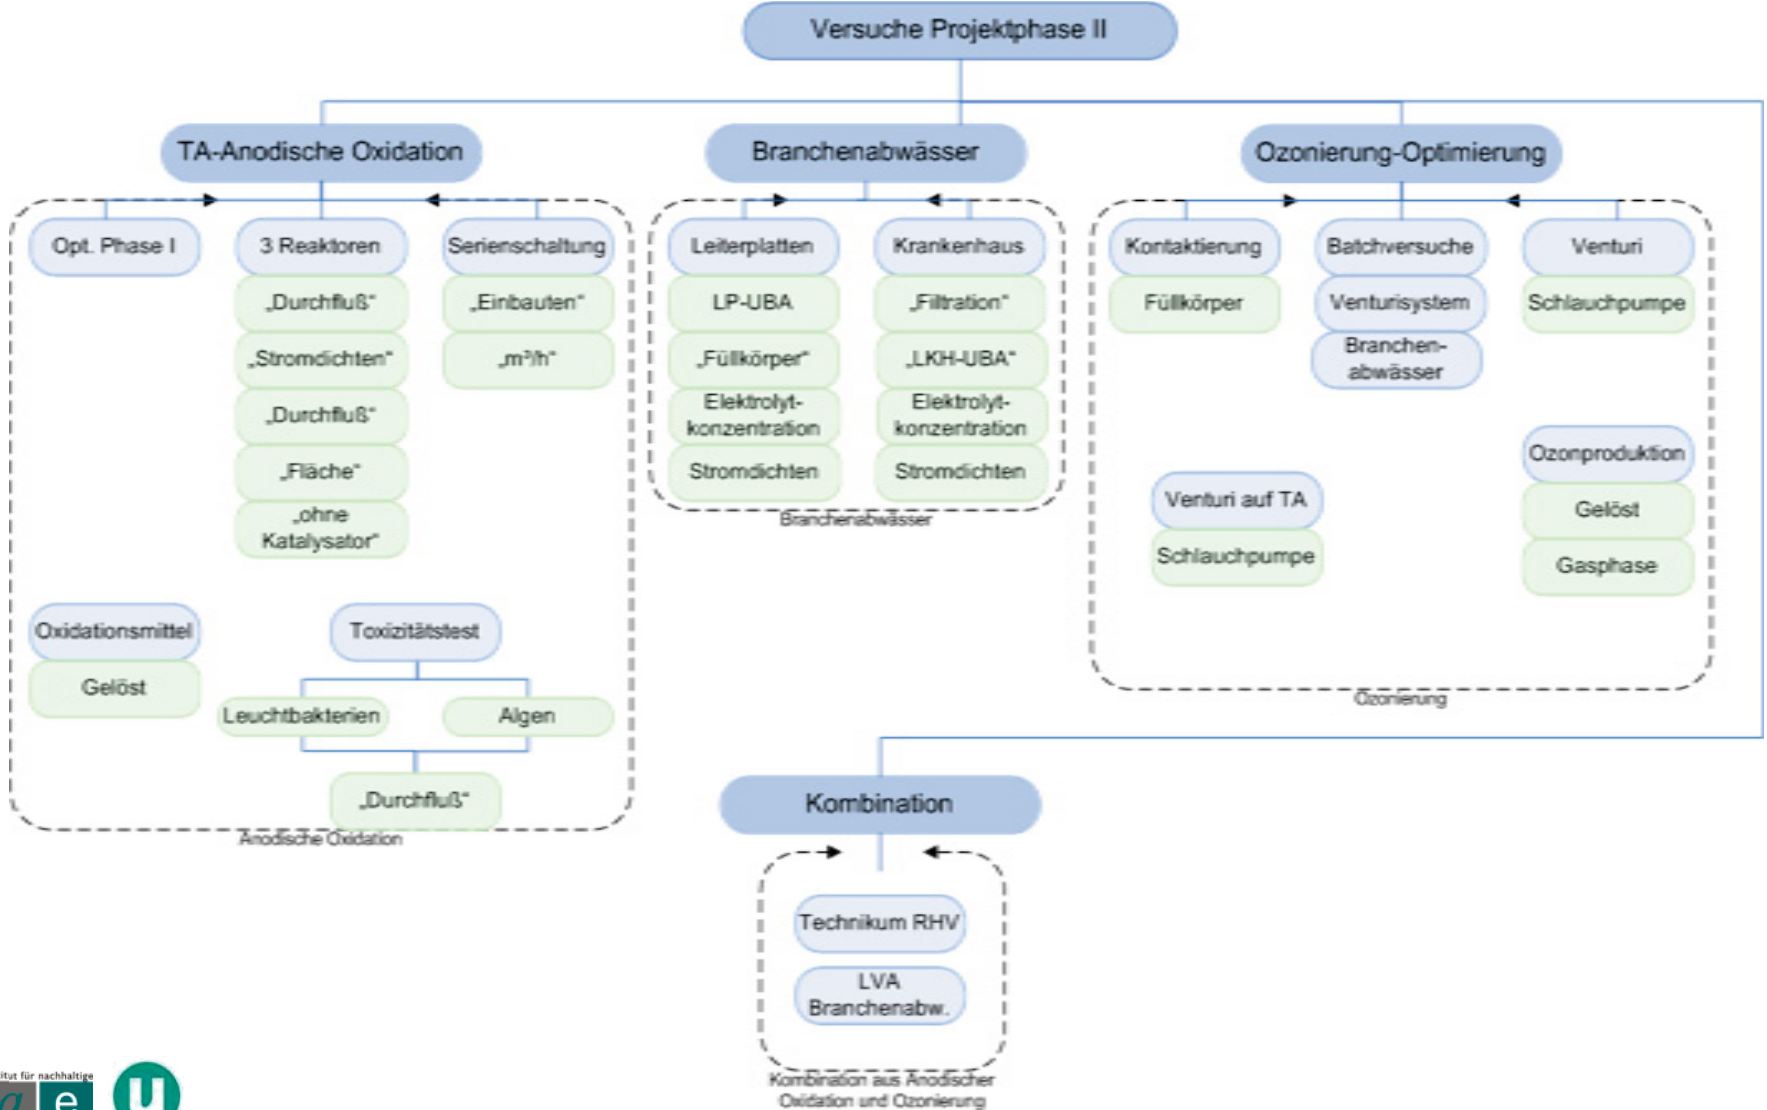 Versuche Projektphase II
TA-Anodische Oxidation
Branchenabwässer
Ozonierung-Optimierung
Opt. Phase I
3 Reaktoren
„Durchfluß“
„Stromdichten“
„Durchfluß“
„Fläche“
„ohne
Katalysator“
Serienschaltung
„Einbauten“
„m³/h“
Oxidationsmittel
Gelöst
Toxizitätstest
Leuchtbakterien
Algen
„Durchfluß“
Anodische Oxidation
Leiterplatten
LP-UBA
„Füllkörper“
Elektrolyt-
konzentration
Stromdichten
Krankenhaus
„Filtration“
„LKH-UBA“
Elektrolyt-
konzentration
Stromdichten
Branchenabwässer
Kontaktierung
Füllkörper
Batchversuche
Venturisystem
Branchen-
abwässer
Venturi
Schlauchpumpe
Venturi auf TA
Schlauchpumpe
Ozonproduktion
Gelöst
Gasphase
Ozonierung
Kombination
Technikum RHV
LVA
Branchenabw.
Kombination aus Anodischer
Oxidation und Ozonierung
für nachhaltige
e
u